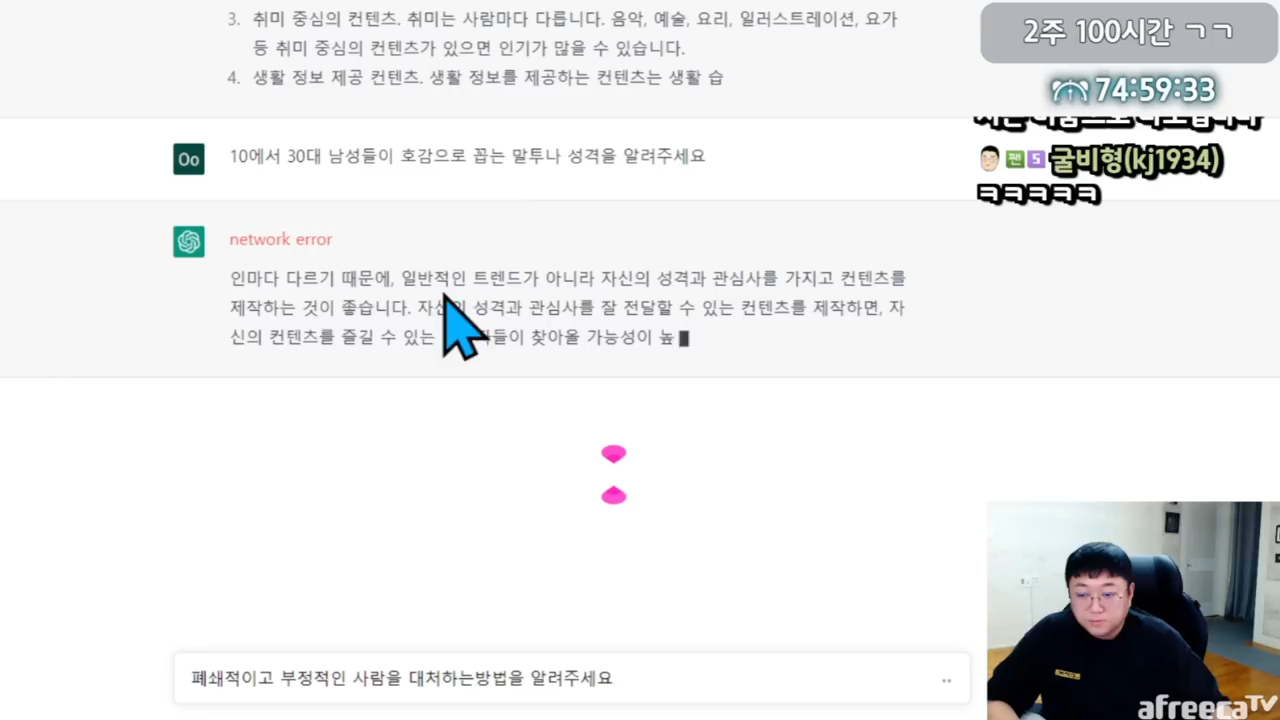 3. 취미 중심의 컨텐츠. 취미는 사람마다 다릅니다. 음악, 예술, 요리, 일러스트레이션, 요가
등 취미 중심의 컨텐츠가 있으면 인기가 많을 수 있습니다.
4. 생활 정보 제공 컨텐츠. 생활 정보를 제공하는 컨텐츠는 생활 습
2주 100시간 ㄱㄱ
74:59:33
팬 5 굴비형(kj1934)
ㅋㅋㅋㅋㅋ
Oo 10에서 30대 남성들이 호감으로 꼽는 말투나 성격을 알려주세요
network error
인마다 다르기 때문에, 일반적인 트렌드가 아니라 자신의 성격과 관심사를 가지고 컨텐츠를
제작하는 것이 좋습니다. 자신의 성격과 관심사를 잘 전달할 수 있는 컨텐츠를 제작하면, 자
신의 컨텐츠를 즐길 수 있는 들이 찾아올 가능성이 높
폐쇄적이고 부정적인 사람을 대처하는방법을 알려주세요
afreecaTV